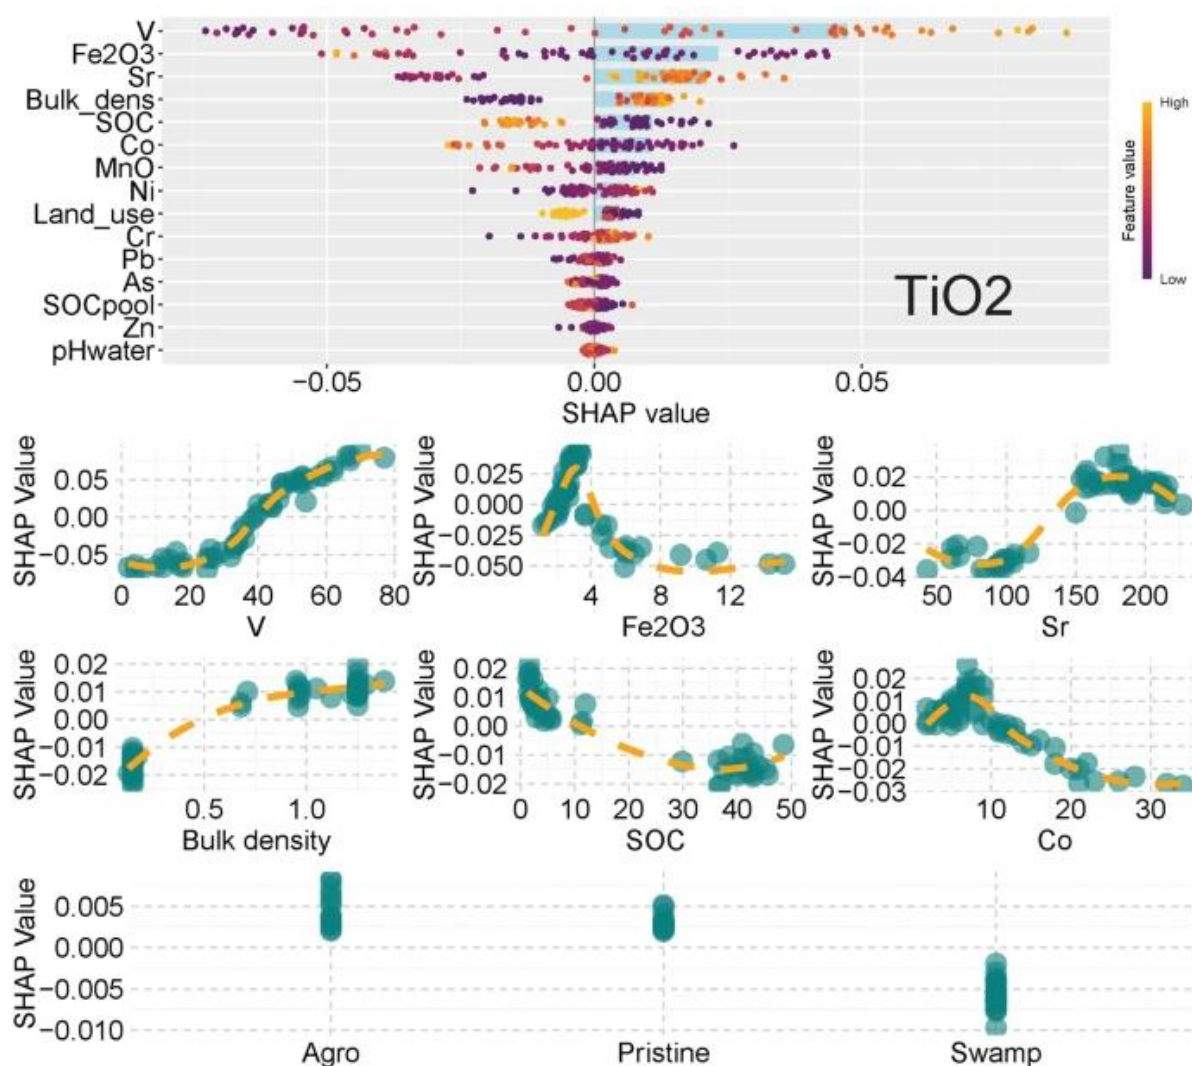 V
Fe2O3
Sr
Bulk_dens
SOC
Co
MnO
Ni
Land_use
Cr
Pb
As
SOCpool
Zn
pHwater
TiO2
High
Feature value
Low
−0.05 0.00 0.05
SHAP value
SHAP Value
0.05
0.00
−0.05
0 20 40 60 80
V
SHAP Value
0.025
0.000
−0.025
−0.050
4 8 12
Fe2O3
SHAP Value
0.02
0.00
−0.02
−0.04
50 100 150 200
Sr
SHAP Value
0.02
0.01
0.00
−0.01
−0.02
0.5 1.0
Bulk density
SHAP Value
0.02
0.01
0.00
−0.01
−0.02
0 10 20 30 40 50
SOC
SHAP Value
0.02
0.01
0.00
−0.01
−0.02
−0.03
10 20 30
Co
SHAP Value
0.005
0.000
−0.005
−0.010
Agro Pristine Swamp